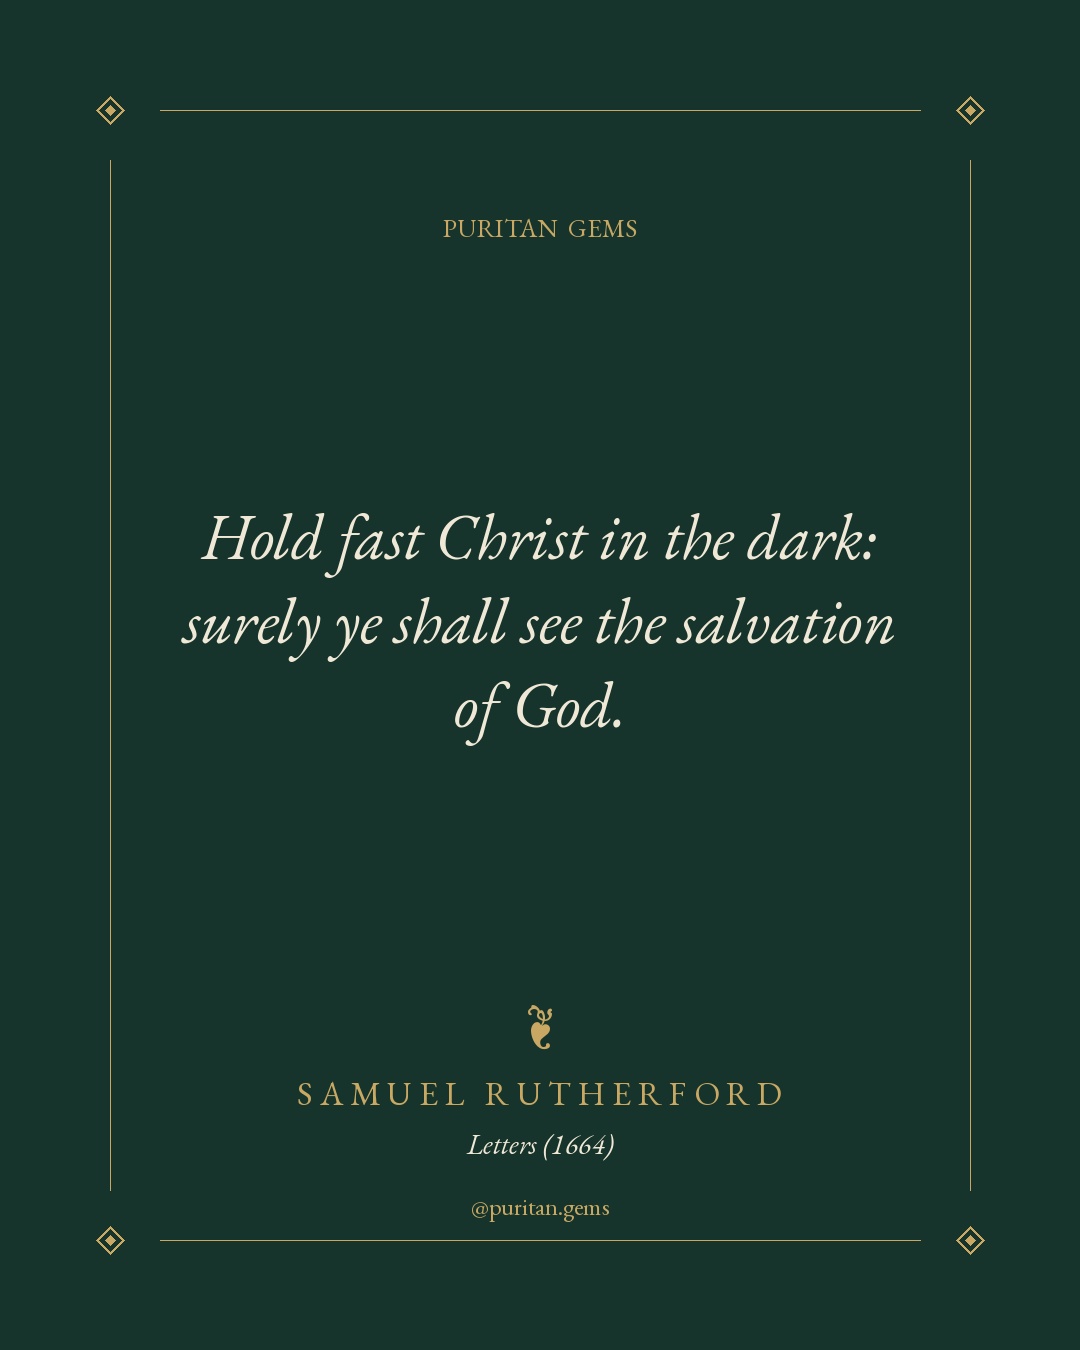 PURITAN GEMS
Hold fast Christ in the dark:
surely ye shall see the salvation
of God.
SAMUEL RUTHERFORD
Letters (1664)
@puritan.gems